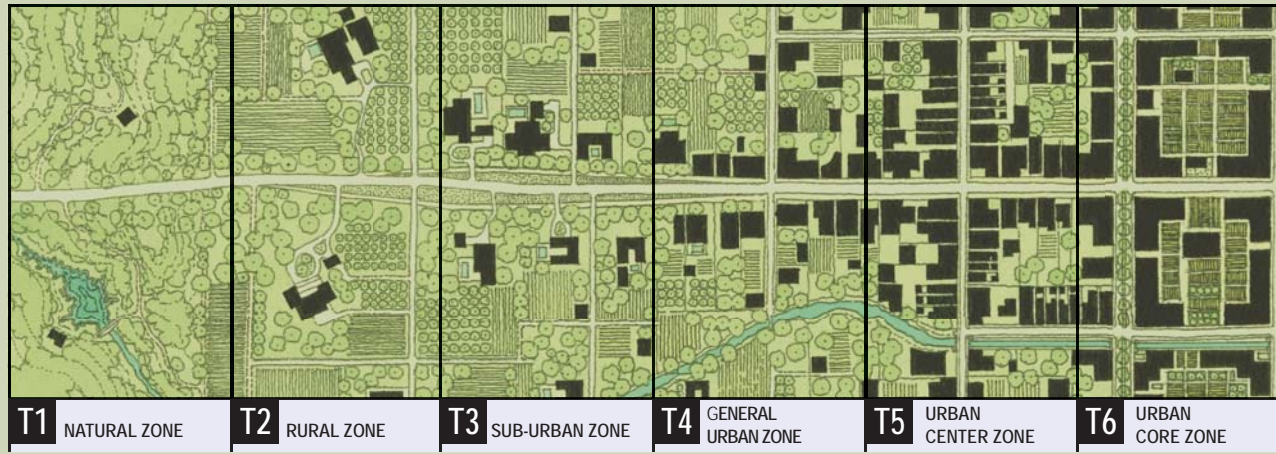 T1 NATURAL ZONE
T2 RURAL ZONE
T3 SUB-URBAN ZONE
T4 GENERAL
URBAN ZONE
T5 URBAN
CENTER ZONE
T6 URBAN
CORE ZONE